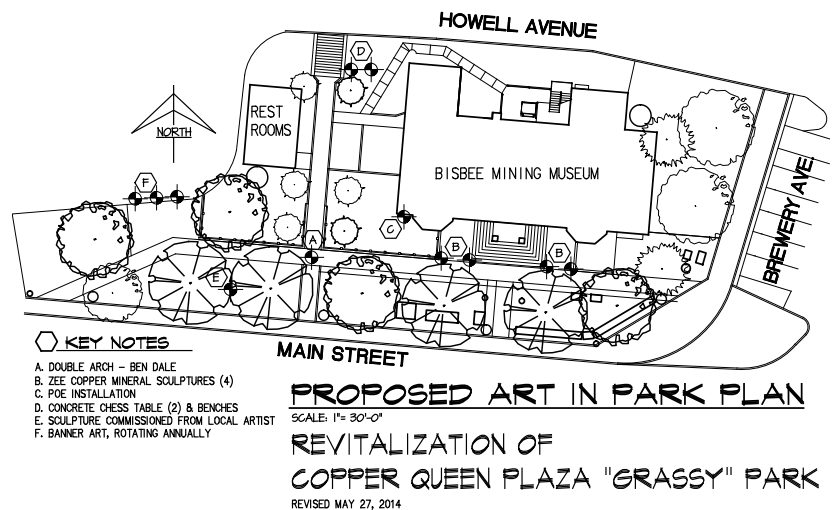 HOWELL AVENUE
D
REST
ROOMS
NORTH
BISBEE MINING MUSEUM
F
C
A
B
B
E
BREWERY AVE.
MAIN STREET
KEY NOTES
A. DOUBLE ARCH - BEN DALE
B. ZEE COPPER MINERAL SCULPTURES (4)
C. POE INSTALLATION
D. CONCRETE CHESS TABLE (2) & BENCHES
E. SCULPTURE COMMISSIONED FROM LOCAL ARTIST
F. BANNER ART, ROTATING ANNUALLY
PROPOSED ART IN PARK PLAN
SCALE: 1"= 30'-0"
REVITALIZATION OF
COPPER QUEEN PLAZA "GRASSY" PARK
REVISED MAY 27, 2014